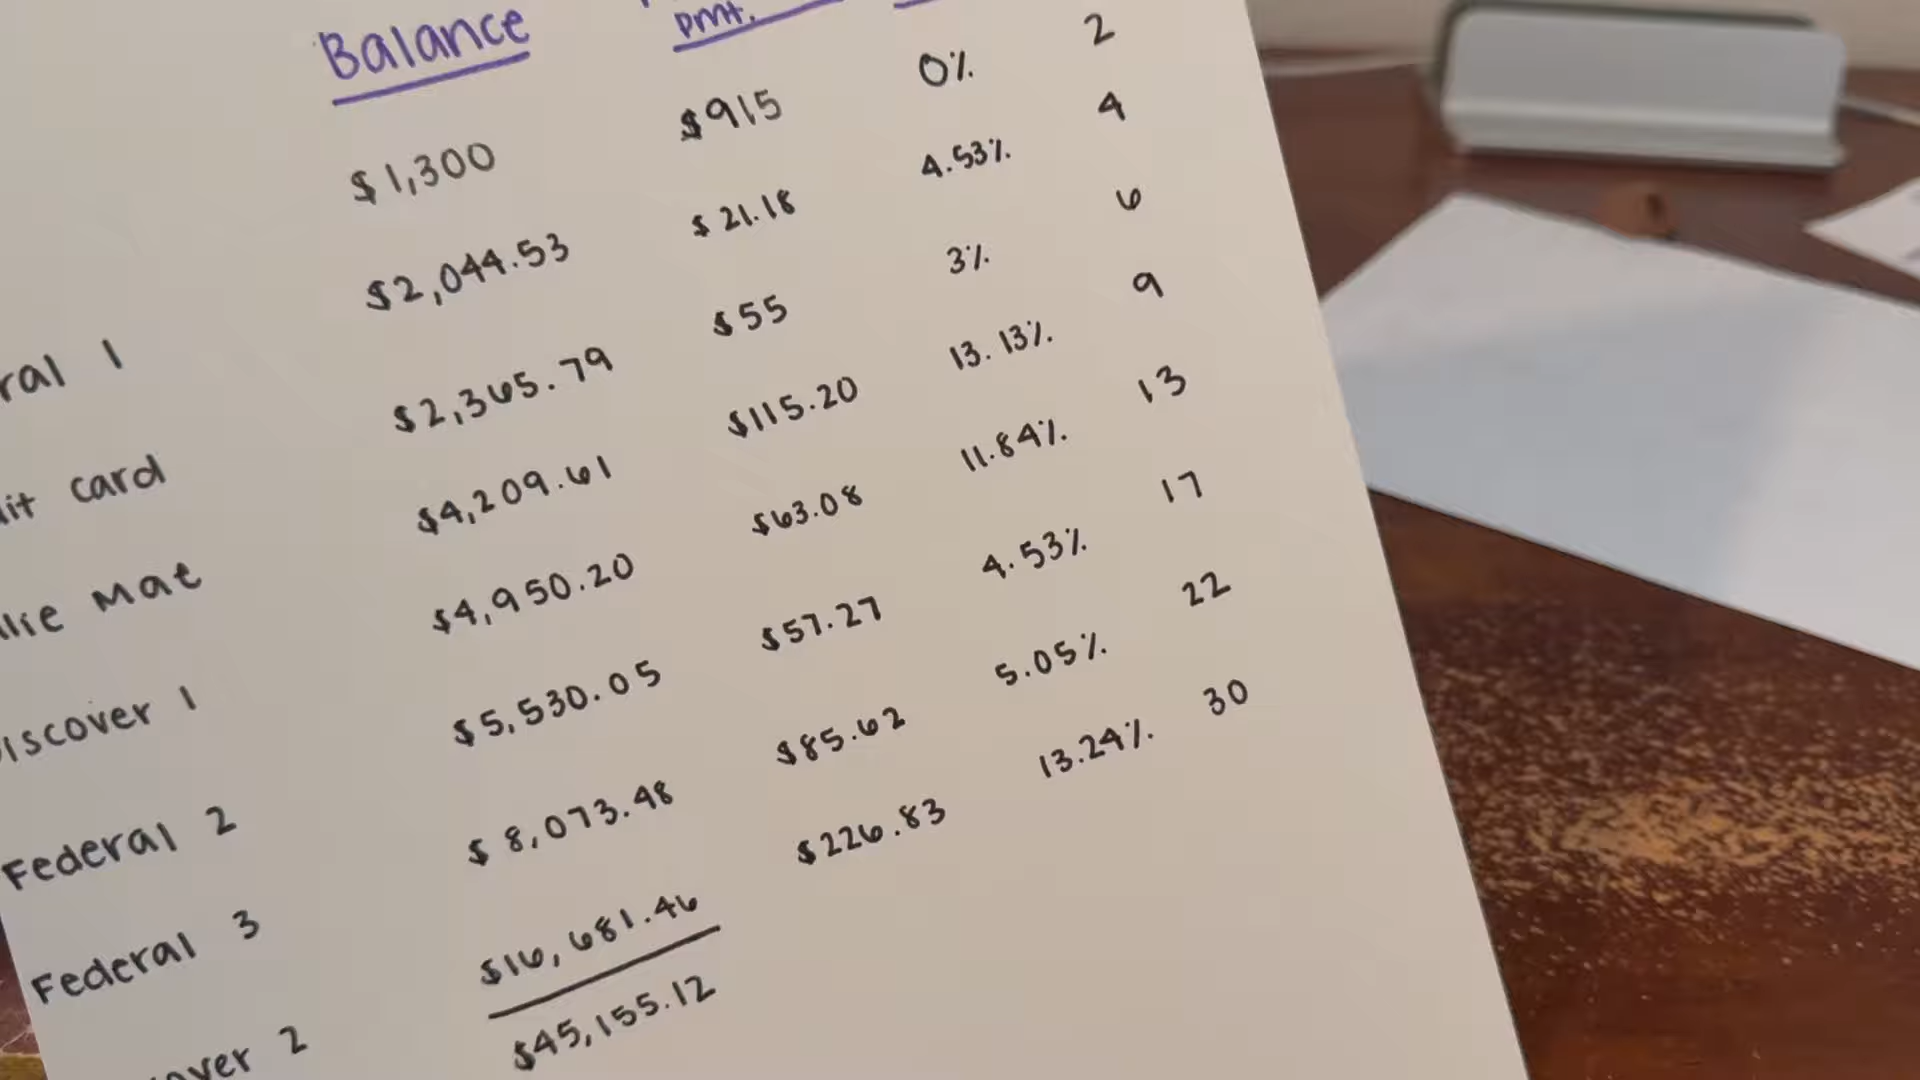 Balance pmt.
$1,300 $915 0% 2
ral 1 $2,044.53 $21.18 4.53% 4
it card $2,365.79 $55 3% 6
llie Mae $4,209.61 $115.20 13.13% 9
iscover 1 $4,950.20 $63.08 11.84% 13
Federal 2 $5,530.05 $57.27 4.53% 17
Federal 3 $8,073.48 $85.62 5.05% 22
over 2 $16,681.46 $226.83 13.24% 30
$45,155.12